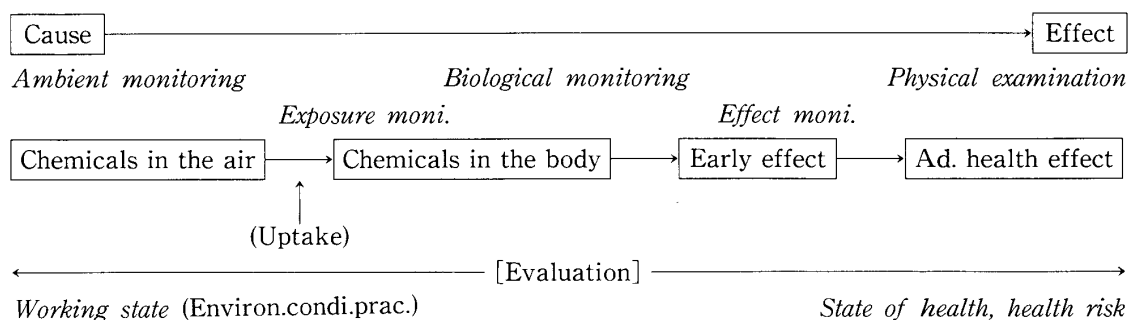 Cause Effect
Ambient monitoring Biological monitoring Physical examination
Exposure moni. Effect moni.
Chemicals in the air Chemicals in the body Early effect Ad. health effect
(Uptake)
[Evaluation]
Working state (Environ.condi.prac.) State of health, health risk